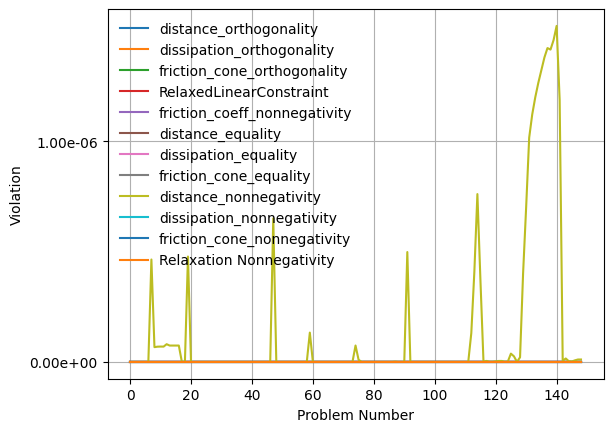 distance_orthogonality
dissipation_orthogonality
friction_cone_orthogonality
RelaxedLinearConstraint
friction_coeff_nonnegativity
distance_equality
dissipation_equality
friction_cone_equality
distance_nonnegativity
dissipation_nonnegativity
friction_cone_nonnegativity
Relaxation Nonnegativity
Violation
1.00e-06
0.00e+00
0 20 40 60 80 100 120 140
Problem Number